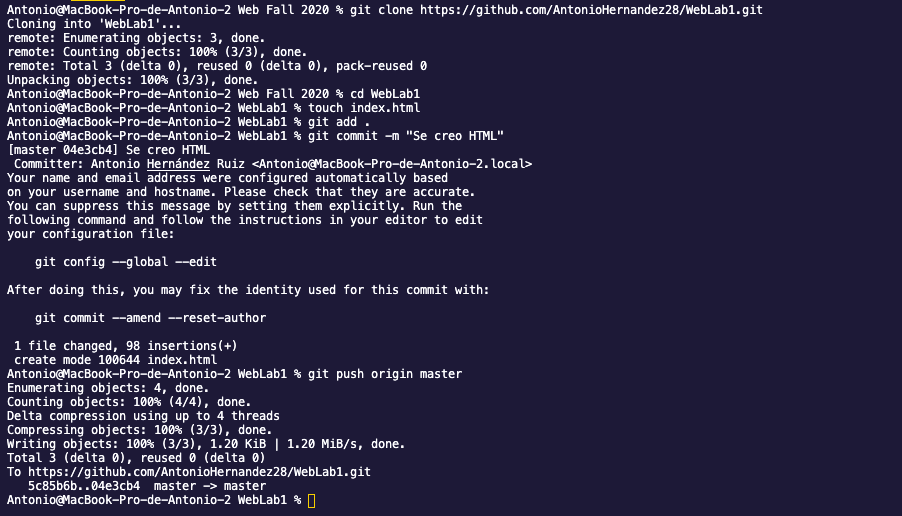 Antonio@MacBook-Pro-de-Antonio-2 Web Fall 2020 % git clone https://github.com/AntonioHernandez28/WebLab1.git
Cloning into 'WebLab1'...
remote: Enumerating objects: 3, done.
remote: Counting objects: 100% (3/3), done.
remote: Total 3 (delta 0), reused 0 (delta 0), pack-reused 0
Unpacking objects: 100% (3/3), done.
Antonio@MacBook-Pro-de-Antonio-2 Web Fall 2020 % cd WebLab1
Antonio@MacBook-Pro-de-Antonio-2 WebLab1 % touch index.html
Antonio@MacBook-Pro-de-Antonio-2 WebLab1 % git add .
Antonio@MacBook-Pro-de-Antonio-2 WebLab1 % git commit -m "Se creo HTML"
[master 04e3cb4] Se creo HTML
 Committer: Antonio Hernández Ruiz <Antonio@MacBook-Pro-de-Antonio-2.local>
Your name and email address were configured automatically based
on your username and hostname. Please check that they are accurate.
You can suppress this message by setting them explicitly. Run the
following command and follow the instructions in your editor to edit
your configuration file:

    git config --global --edit

After doing this, you may fix the identity used for this commit with:

    git commit --amend --reset-author

 1 file changed, 98 insertions(+)
 create mode 100644 index.html
Antonio@MacBook-Pro-de-Antonio-2 WebLab1 % git push origin master
Enumerating objects: 4, done.
Counting objects: 100% (4/4), done.
Delta compression using up to 4 threads
Compressing objects: 100% (3/3), done.
Writing objects: 100% (3/3), 1.20 KiB | 1.20 MiB/s, done.
Total 3 (delta 0), reused 0 (delta 0)
To https://github.com/AntonioHernandez28/WebLab1.git
   5c85b6b..04e3cb4  master -> master
Antonio@MacBook-Pro-de-Antonio-2 WebLab1 %